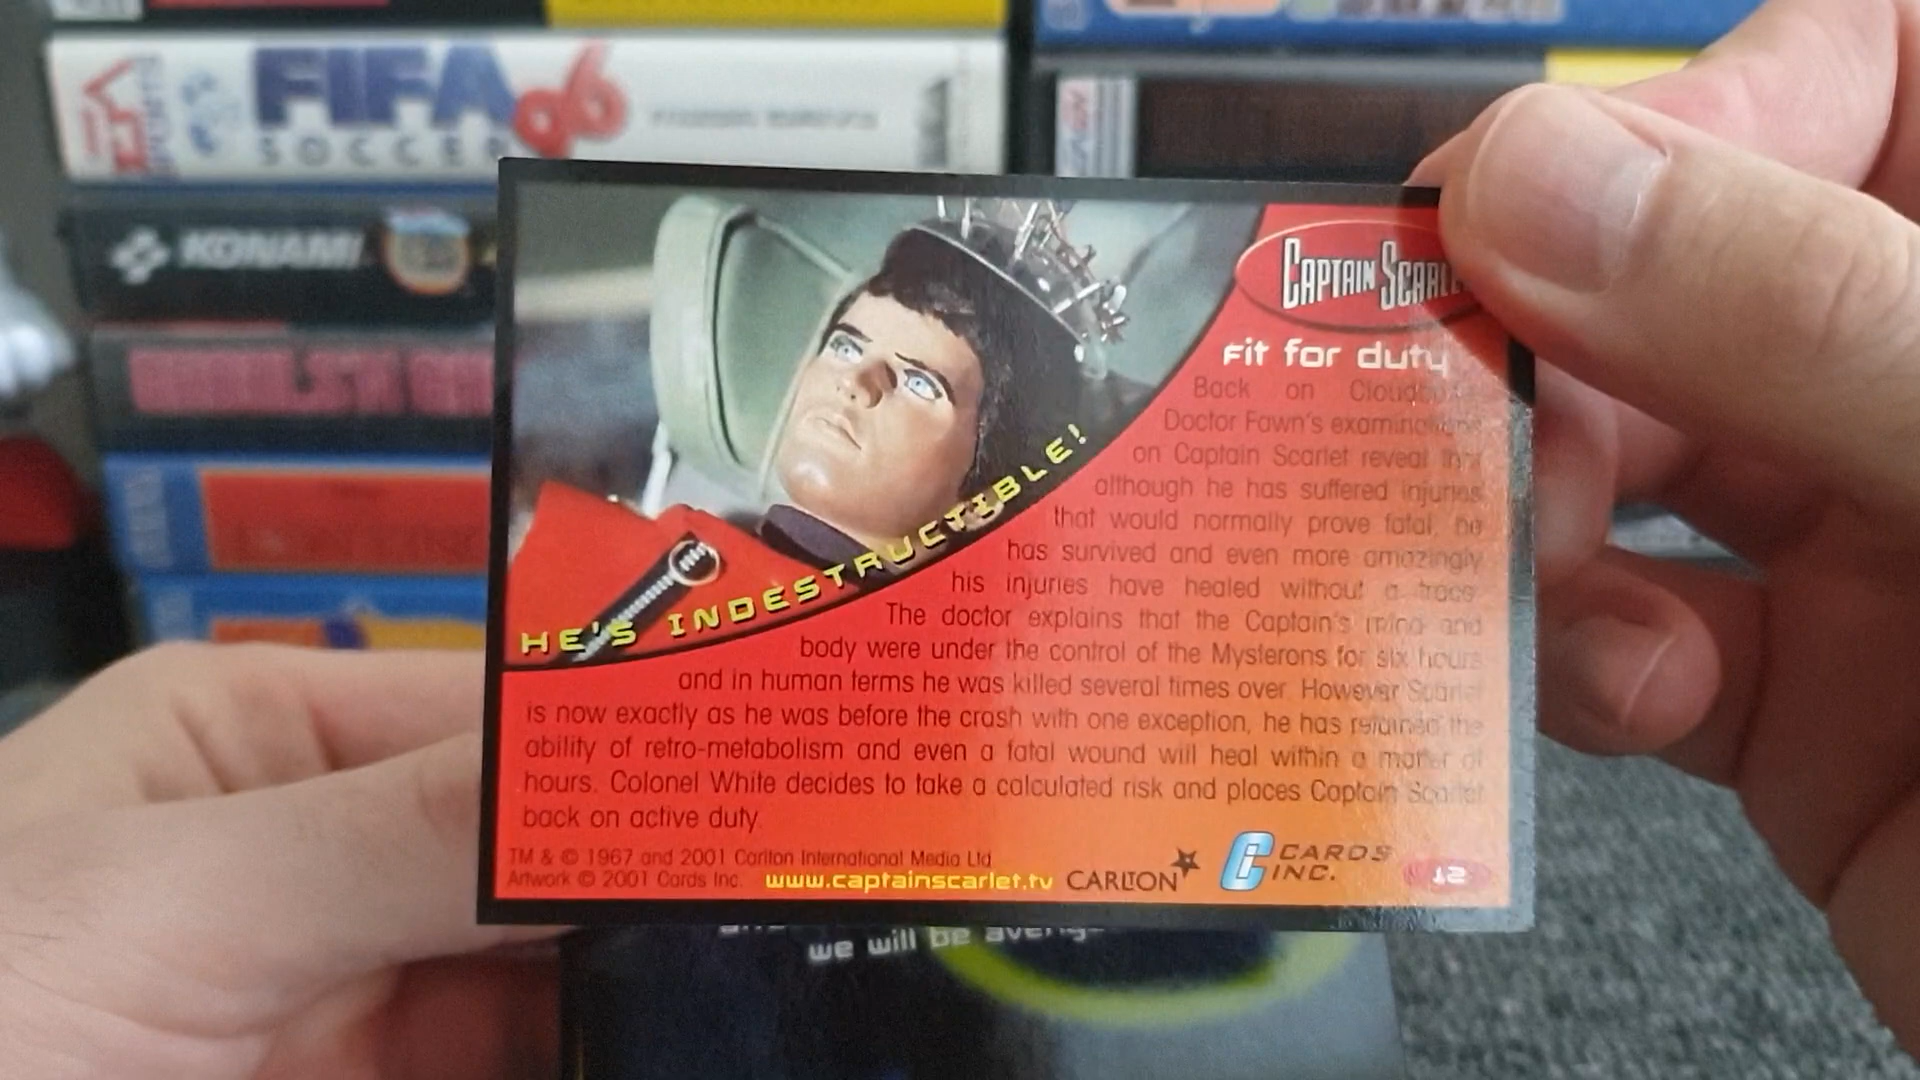 FIFA 96
SOCCER
KONAMI
CAPTAIN
Fit for duty
Back on
Doctor Fawn's
on Captain Scarlet reveal that
although he has suffered injuries
that would normally prove fatal, he
has survived and even more amazingly
his injuries have healed without a trace.
The doctor explains that the Captain's mind and
body were under the control of the Mysterons for six hours
and in human terms he was killed several times over. However Scarlet
is now exactly as he was before the crash with one exception, he has retained the
ability of retro-metabolism and even a fatal wound will heal within a matter of
hours. Colonel White decides to take a calculated risk and places Captain Scarlet
back on active duty.
HE'S INDESTRUCTIBLE!
TM & © 1967 and 2001 Carlton International Media Ltd.
Artwork © 2001 Cards Inc. www.captainscarlet.tv CARLTON
CARDS
INC.
12
we will be